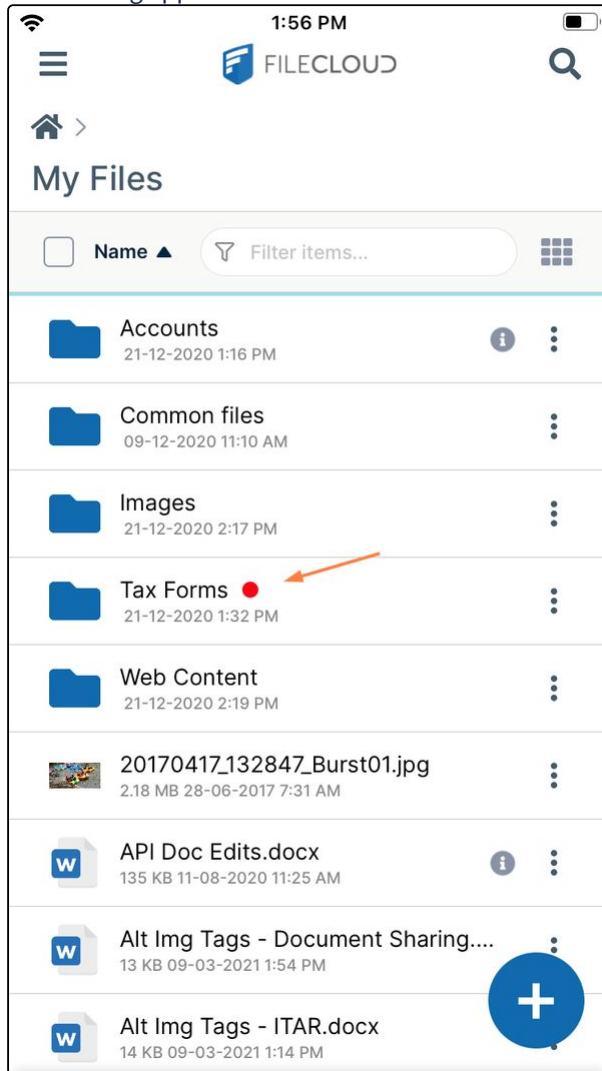 1:56 PM
FILECLOUD
My Files
Name ▲ Filter items...
Accounts
21-12-2020 1:16 PM
Common files
09-12-2020 11:10 AM
Images
21-12-2020 2:17 PM
Tax Forms
21-12-2020 1:32 PM
Web Content
21-12-2020 2:19 PM
20170417_132847_Burst01.jpg
2.18 MB 28-06-2017 7:31 AM
W API Doc Edits.docx
135 KB 11-08-2020 11:25 AM
W Alt Img Tags - Document Sharing....
13 KB 09-03-2021 1:54 PM
W Alt Img Tags - ITAR.docx
14 KB 09-03-2021 1:14 PM